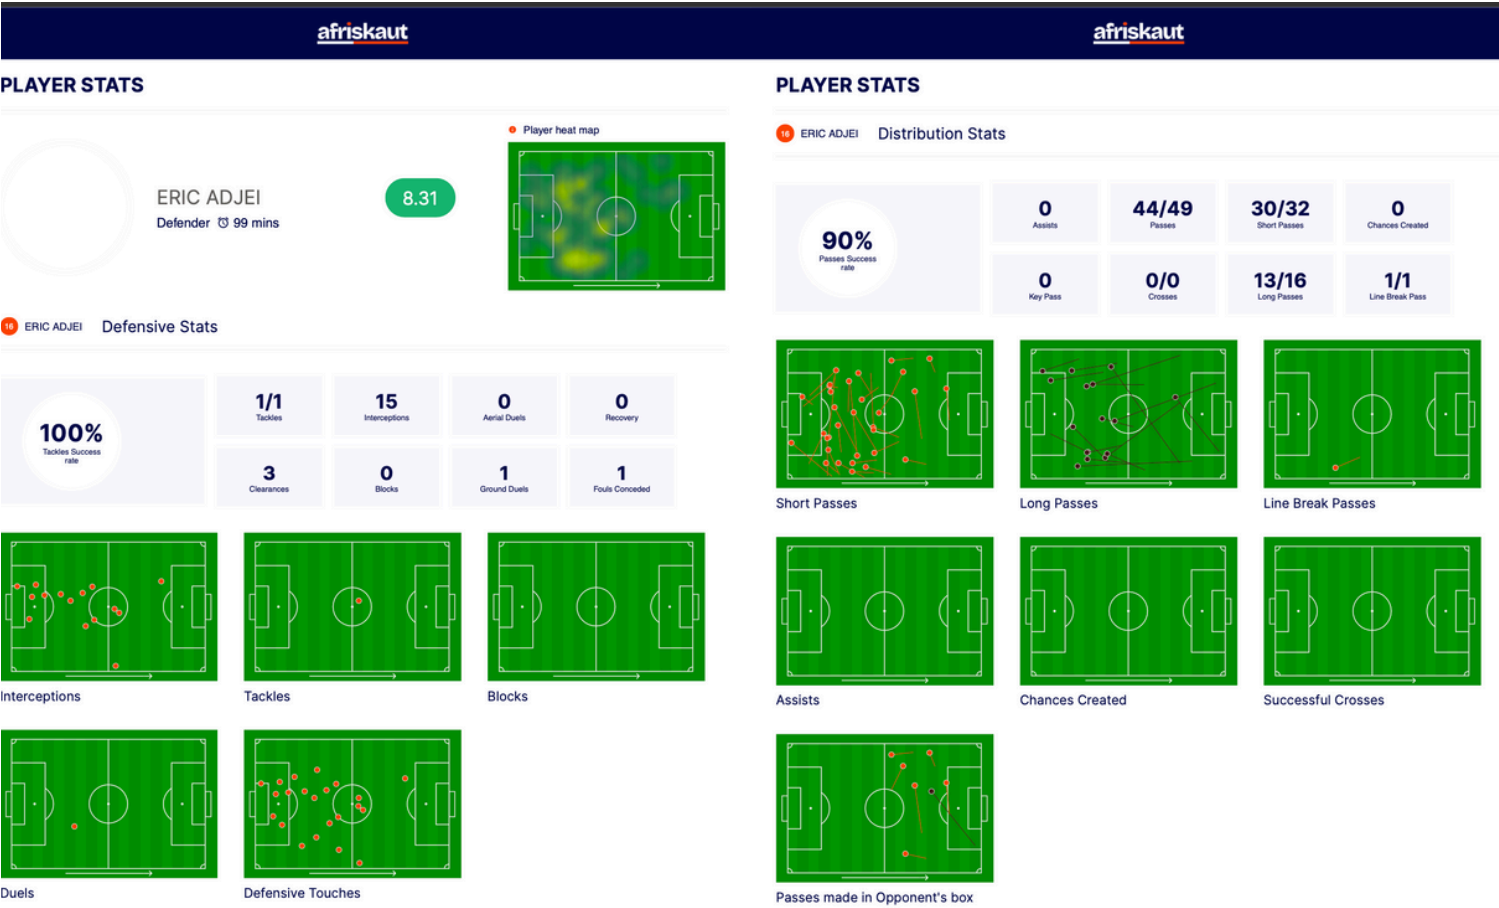 afriskaut
PLAYER STATS
Player heat map
ERIC ADJEI
8.31
Defender 99 mins
16 ERIC ADJEI Defensive Stats
100%
Tackles Success
rate
1/1
Tackles
15
Interceptions
0
Aerial Duels
0
Recovery
3
Clearances
0
Blocks
1
Ground Duels
1
Fouls Conceded
Interceptions
Tackles
Blocks
Duels
Defensive Touches
afriskaut
PLAYER STATS
16 ERIC ADJEI Distribution Stats
90%
Passes Success
rate
0
Assists
44/49
Passes
30/32
Short Passes
0
Chances Created
0
Key Pass
0/0
Crosses
13/16
Long Passes
1/1
Line Break Pass
Short Passes
Long Passes
Line Break Passes
Assists
Chances Created
Successful Crosses
Passes made in Opponent's box